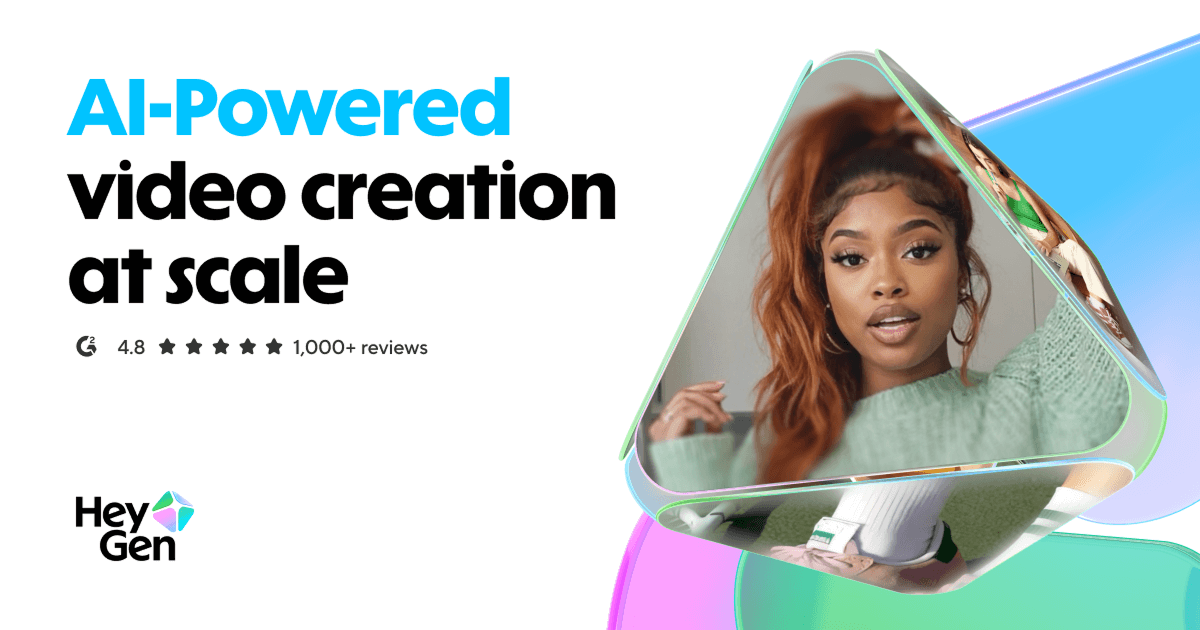 AI-Powered
video creation
at scale
4.8 ★★★★★ 1,000+ reviews
Hey
Gen